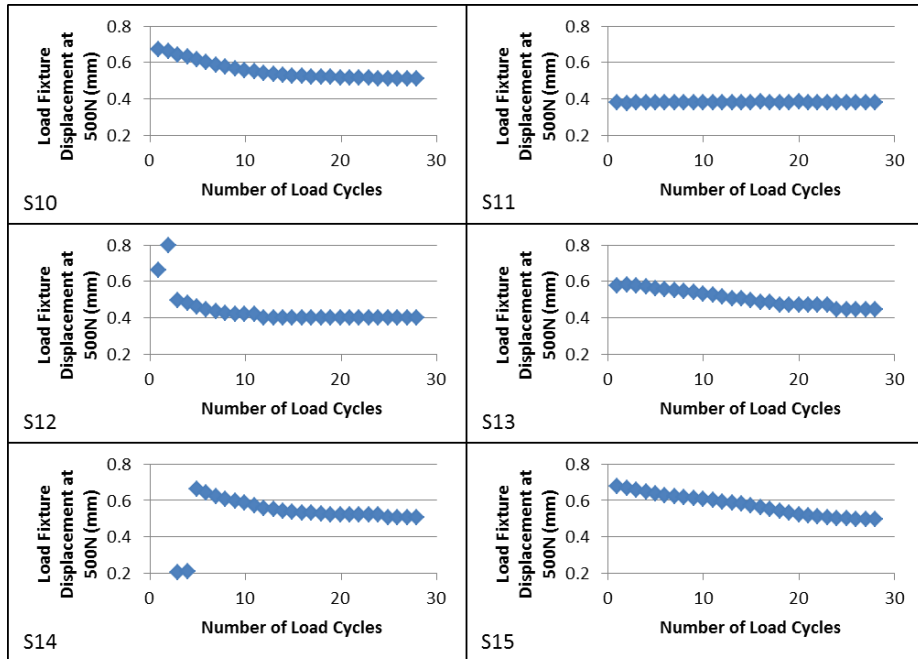 Load Fixture
Displacement at
500N (mm)
0.8
0.6
0.4
0.2
0 10 20 30
Number of Load Cycles
S10
Load Fixture
Displacement at
500N (mm)
0.8
0.6
0.4
0.2
0 10 20 30
Number of Load Cycles
S11
Load Fixture
Displacement at
500N (mm)
0.8
0.6
0.4
0.2
0 10 20 30
Number of Load Cycles
S12
Load Fixture
Displacement at
500N (mm)
0.8
0.6
0.4
0.2
0 10 20 30
Number of Load Cycles
S13
Load Fixture
Displacement at
500N (mm)
0.8
0.6
0.4
0.2
0 10 20 30
Number of Load Cycles
S14
Load Fixture
Displacement at
500N (mm)
0.8
0.6
0.4
0.2
0 10 20 30
Number of Load Cycles
S15